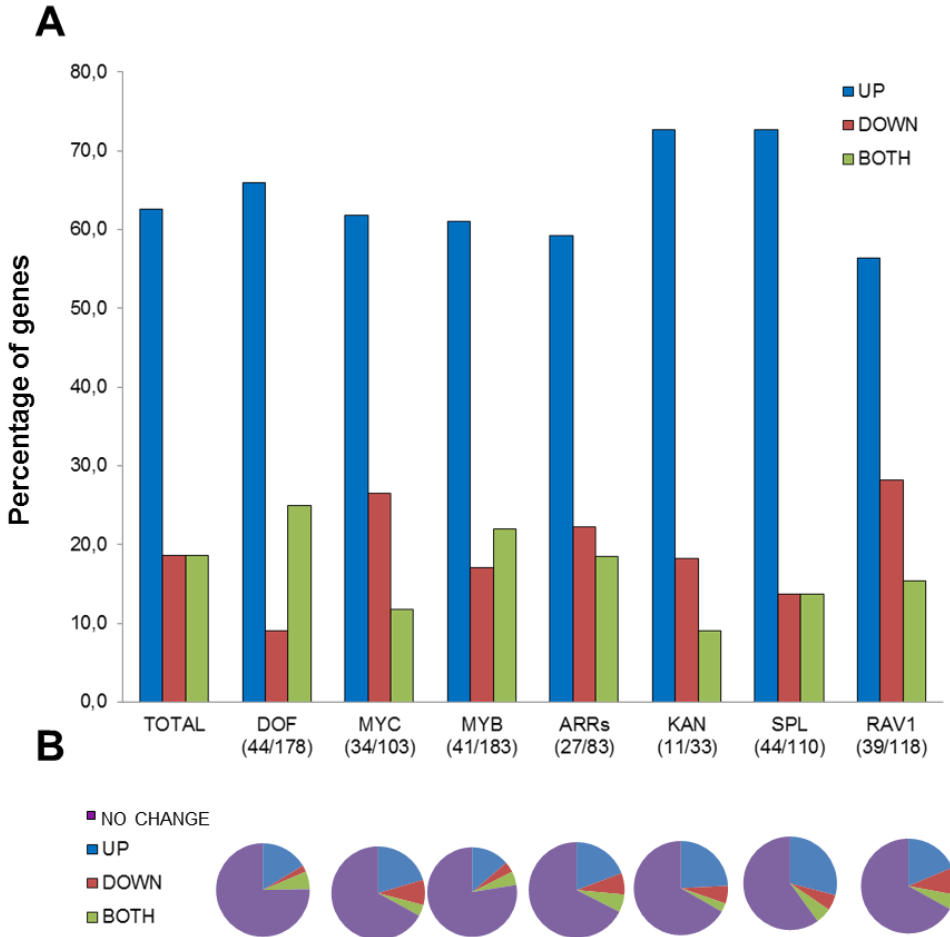 A
80,0
70,0
60,0
50,0
40,0
30,0
20,0
10,0
0,0
Percentage of genes
UP
DOWN
BOTH
TOTAL DOF MYC MYB ARRs KAN SPL RAV1
(44/178) (34/103) (41/183) (27/83) (11/33) (44/110) (39/118)
B
NO CHANGE
UP
DOWN
BOTH